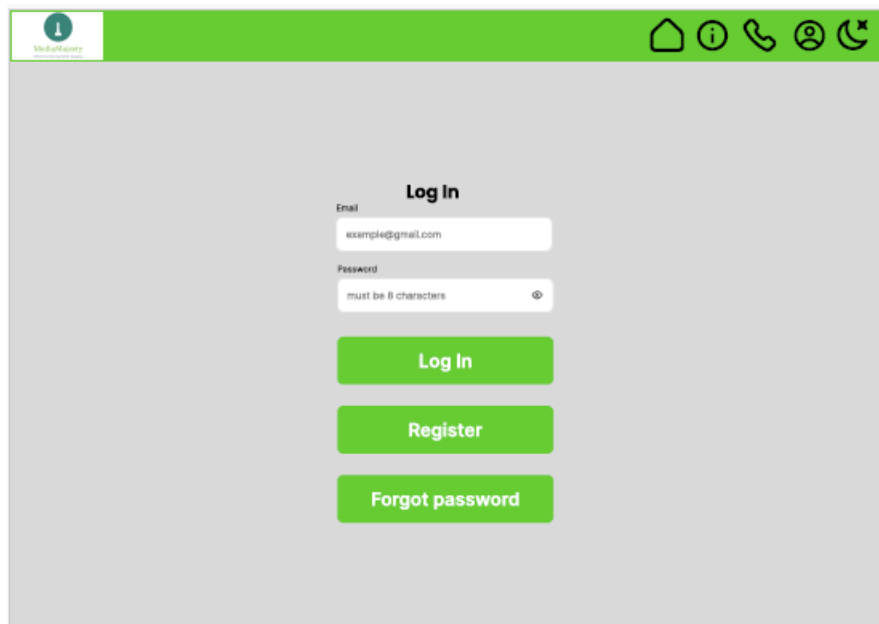 MediaMajesty
Log In
Email
example@gmail.com
Password
must be 8 characters
Log In
Register
Forgot password